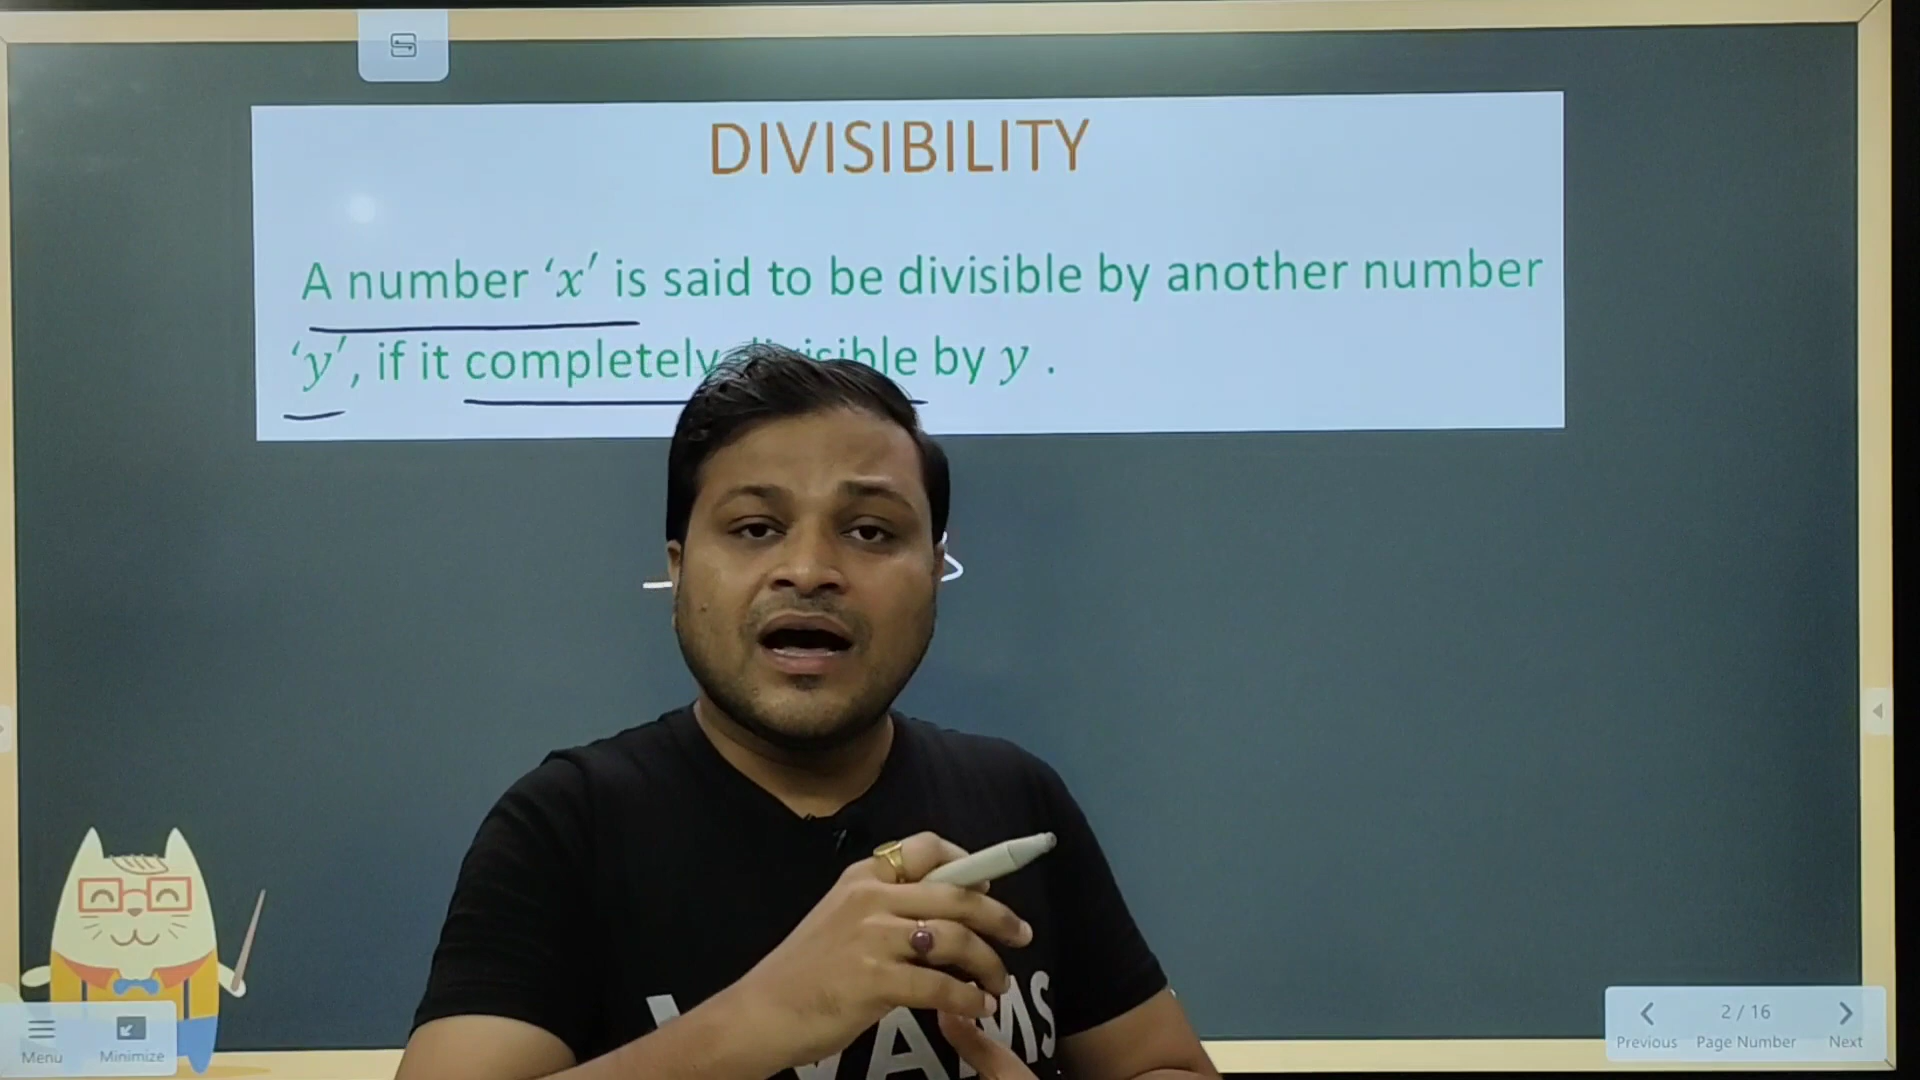 DIVISIBILITY
A number ‘x’ is said to be divisible by another number
‘y’, if it completely divisible by y .
Menu
Minimize
2 / 16
Previous
Page Number
Next